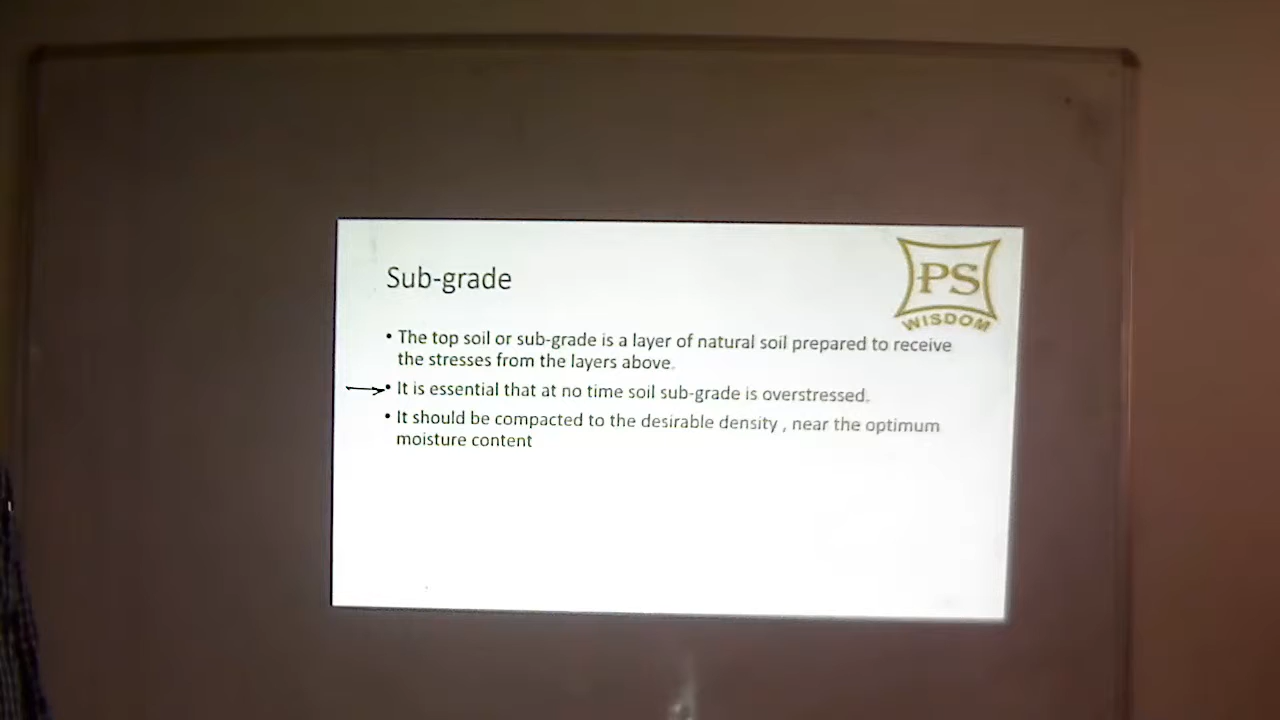 Sub-grade
PS
WISDOM
• The top soil or sub-grade is a layer of natural soil prepared to receive
the stresses from the layers above.
• It is essential that at no time soil sub-grade is overstressed.
• It should be compacted to the desirable density , near the optimum
moisture content